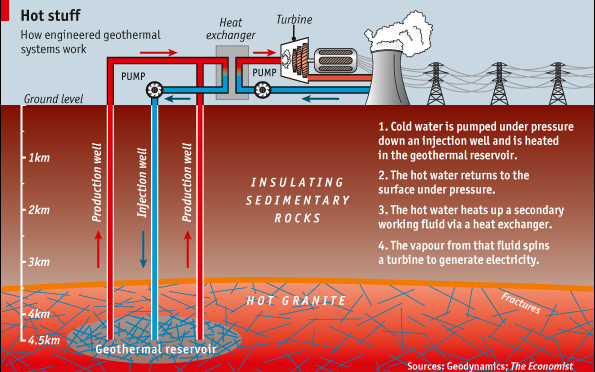 Hot stuff
How engineered geothermal
systems work
Heat
exchanger
Turbine
PUMP
PUMP
Ground level
1km
2km
3km
4km
4.5km
Production well
Injection well
Production well
INSULATING
SEDIMENTARY
ROCKS
1. Cold water is pumped under pressure
down an injection well and is heated
in the geothermal reservoir.
2. The hot water returns to the
surface under pressure.
3. The hot water heats up a secondary
working fluid via a heat exchanger.
4. The vapour from that fluid spins
a turbine to generate electricity.
HOT GRANITE
Fractures
Geothermal reservoir
Sources: Geodynamics; The Economist